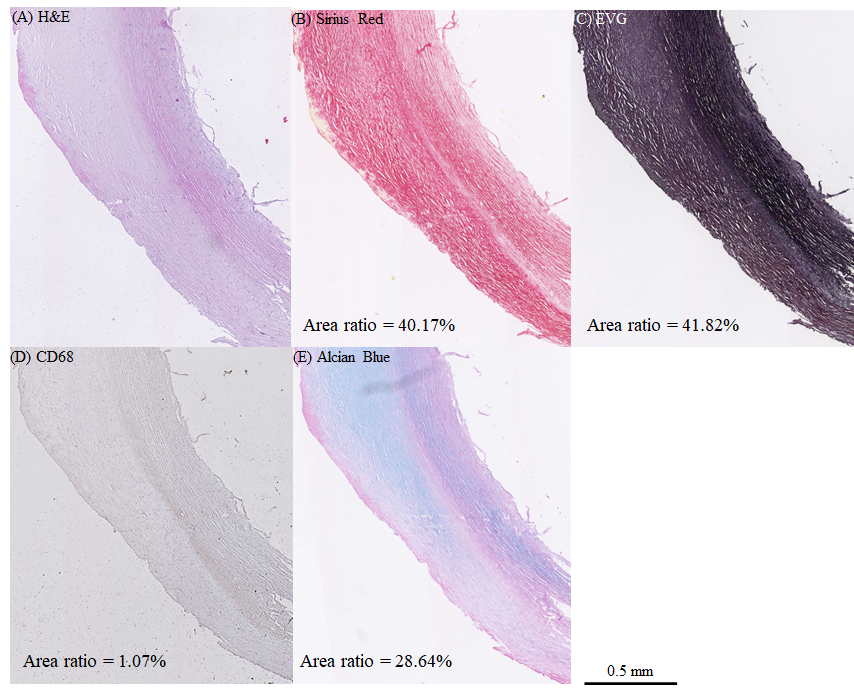 (A) H&E
(B) Sirius Red
(C) EVG
Area ratio = 40.17%
Area ratio = 41.82%
(D) CD68
(E) Alcian Blue
Area ratio = 1.07%
Area ratio = 28.64%
0.5 mm